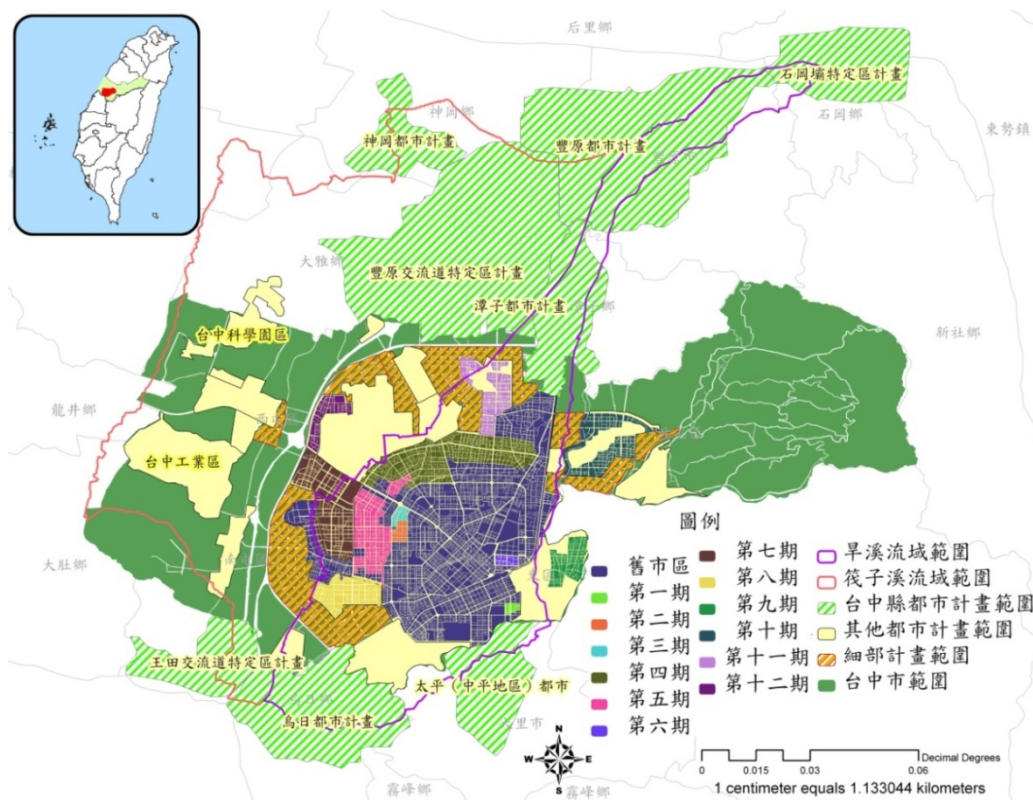 后里鄉
石岡壩特定區計畫
石岡鄉
東勢鎮
神岡鄉
神岡都市計畫
豐原都市計畫
大雅鄉
豐原交流道特定區計畫
潭子都市計畫
新社鄉
台中科學園區
龍井鄉
台中工業區
大肚鄉
王田交流道特定區計畫
太平（中平地區）都市
烏日都市計畫
大里市
霧峰鄉
霧峰鄉
圖例
舊市區
第一期
第二期
第三期
第四期
第五期
第六期
第七期
第八期
第九期
第十期
第十一期
第十二期
旱溪流域範圍
筏子溪流域範圍
台中縣都市計畫範圍
其他都市計畫範圍
細部計畫範圍
台中市範圍
N
W E
S
Decimal Degrees
0 0.015 0.03 0.06
1 centimeter equals 1.133044 kilometers